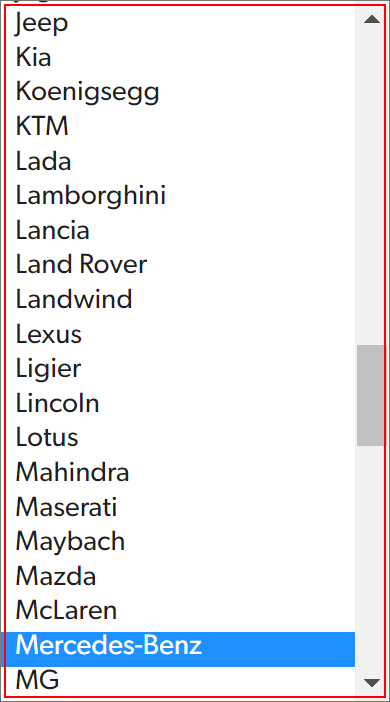 Jeep
Kia
Koenigsegg
KTM
Lada
Lamborghini
Lancia
Land Rover
Landwind
Lexus
Ligier
Lincoln
Lotus
Mahindra
Maserati
Maybach
Mazda
McLaren
Mercedes-Benz
MG